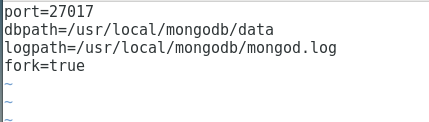 port=27017
dbpath=/usr/local/mongodb/data
logpath=/usr/local/mongodb/mongod.log
fork=true
~
~
~